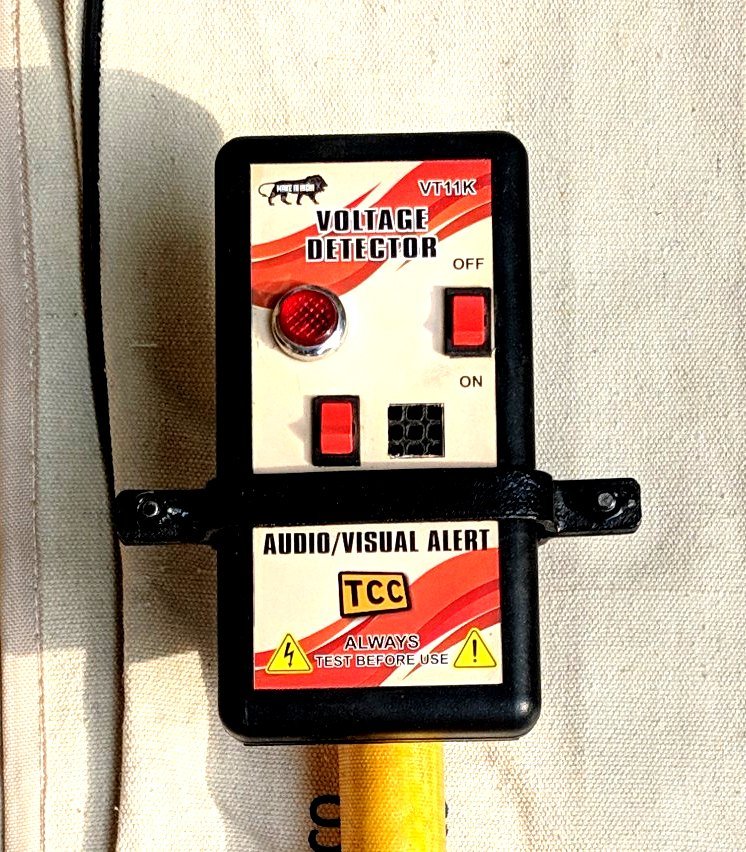 MAKE IN INDIA
VT11K
VOLTAGE
DETECTOR
OFF
ON
AUDIO/VISUAL ALERT
TCC
ALWAYS
TEST BEFORE USE